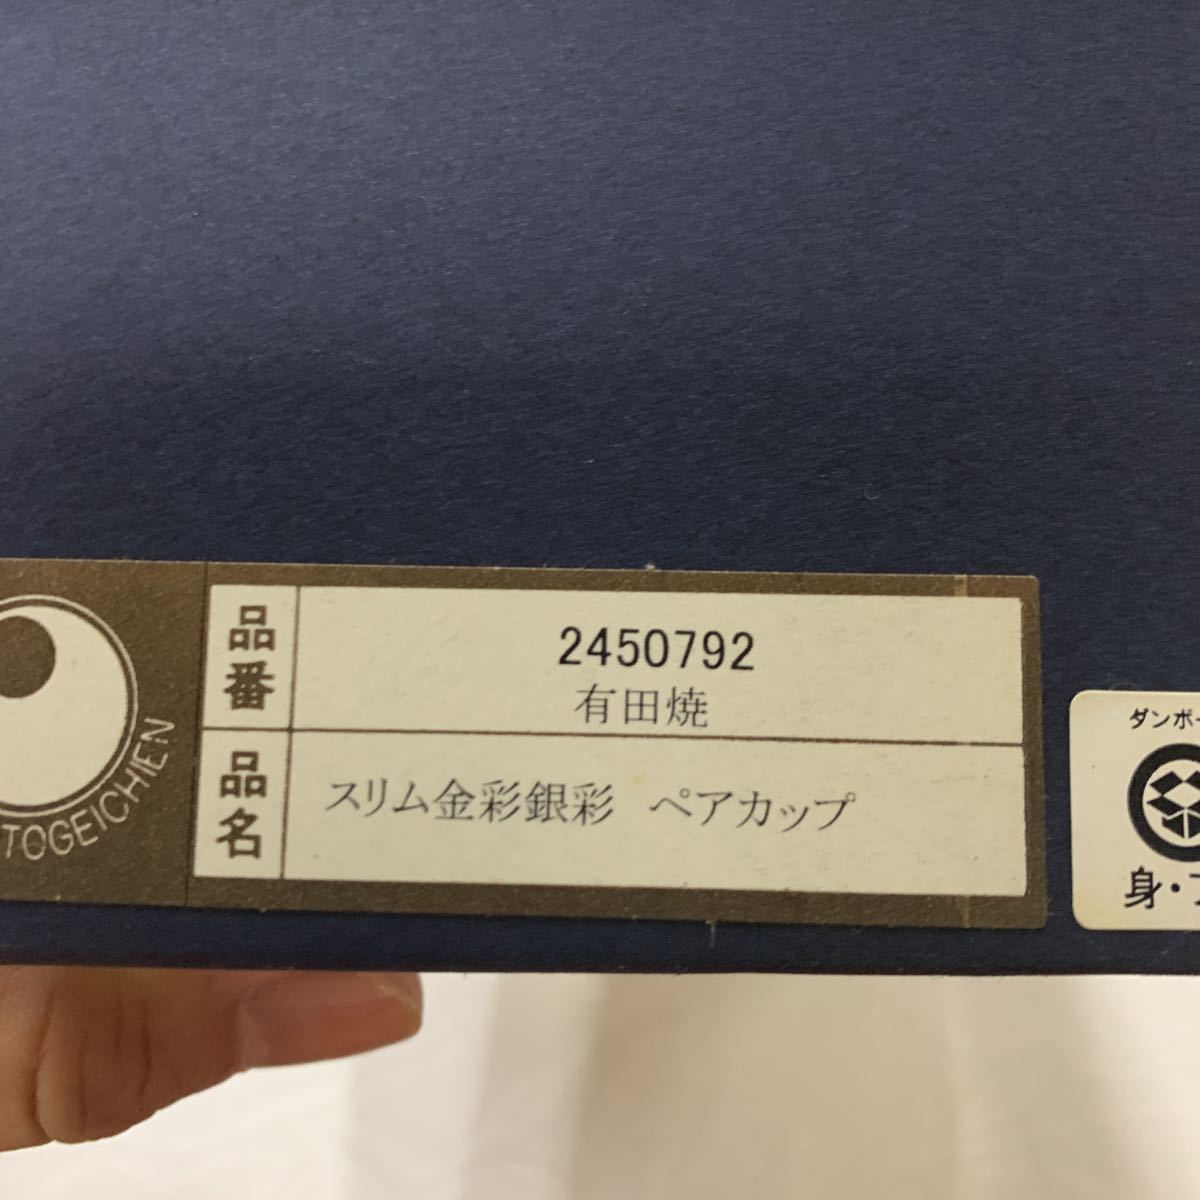 TOGEICHIEN
品番
2450792
有田焼
品名
スリム金彩銀彩 ペアカップ
ダンボー
身・フ